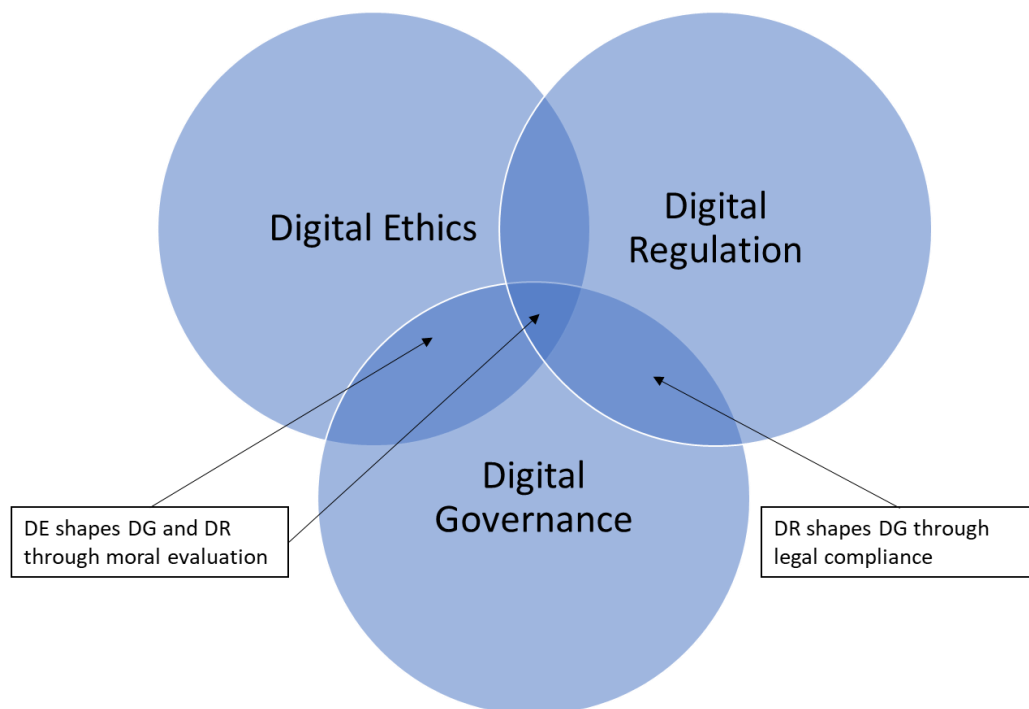 Digital Ethics
Digital
Regulation
Digital
Governance
DE shapes DG and DR
through moral evaluation
DR shapes DG through
legal compliance